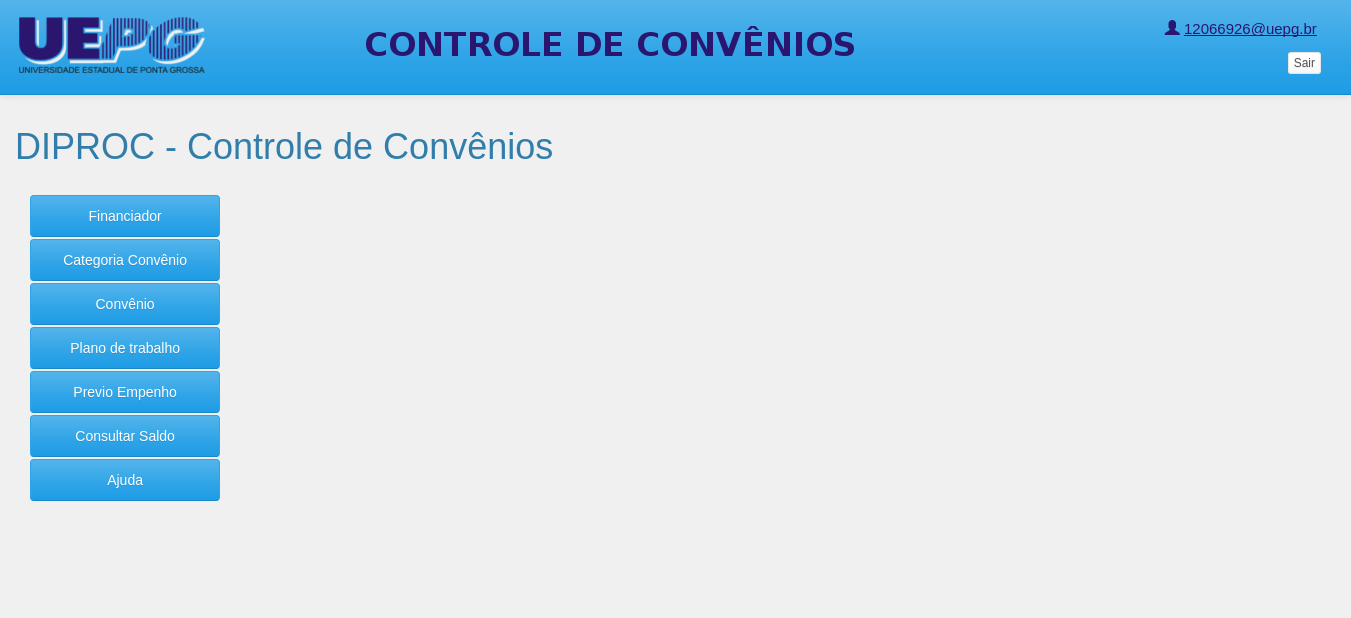 UEPG
UNIVERSIDADE ESTADUAL DE PONTA GROSSA
CONTROLE DE CONVÊNIOS
12066926@uepg.br
Sair
DIPROC - Controle de Convênios
Financiador
Categoria Convênio
Convênio
Plano de trabalho
Previo Empenho
Consultar Saldo
Ajuda